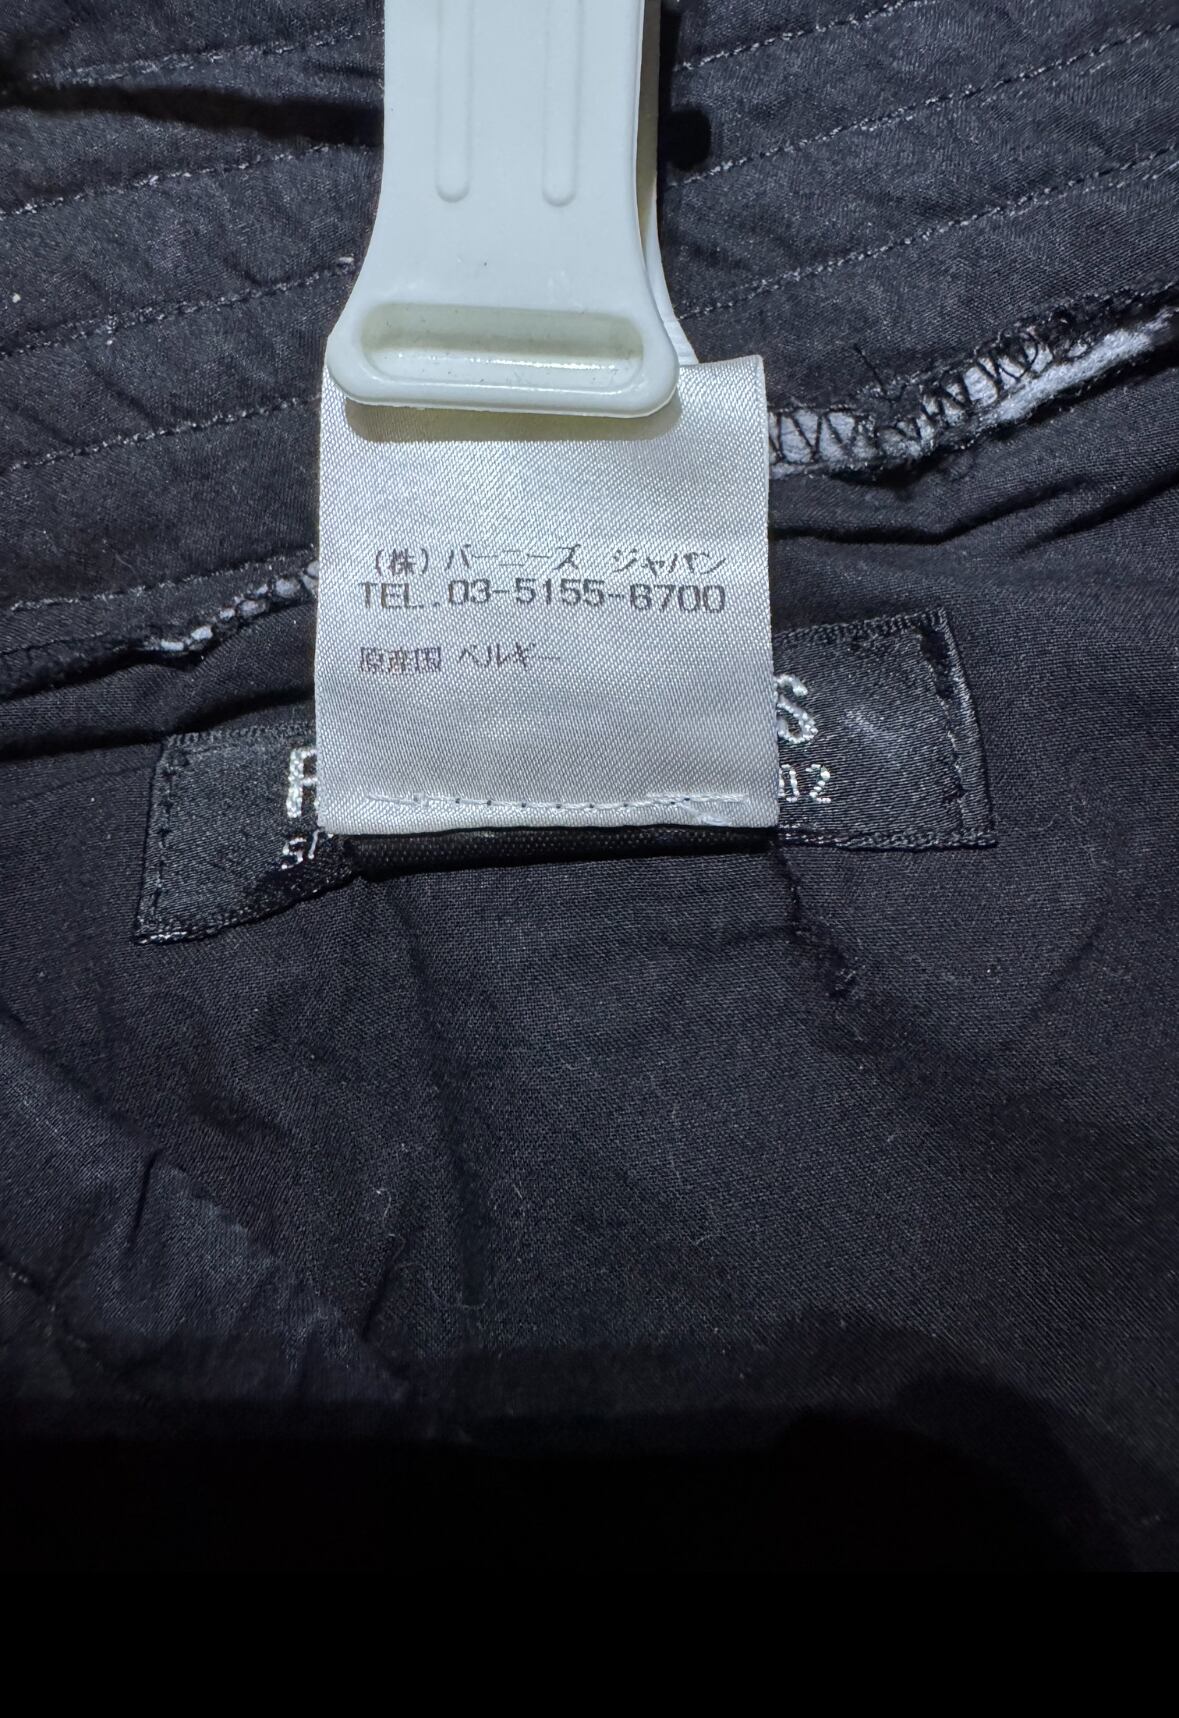 (株) バーニーズ ジャパン
TEL.03-5155-6700
原産国 ベルギー